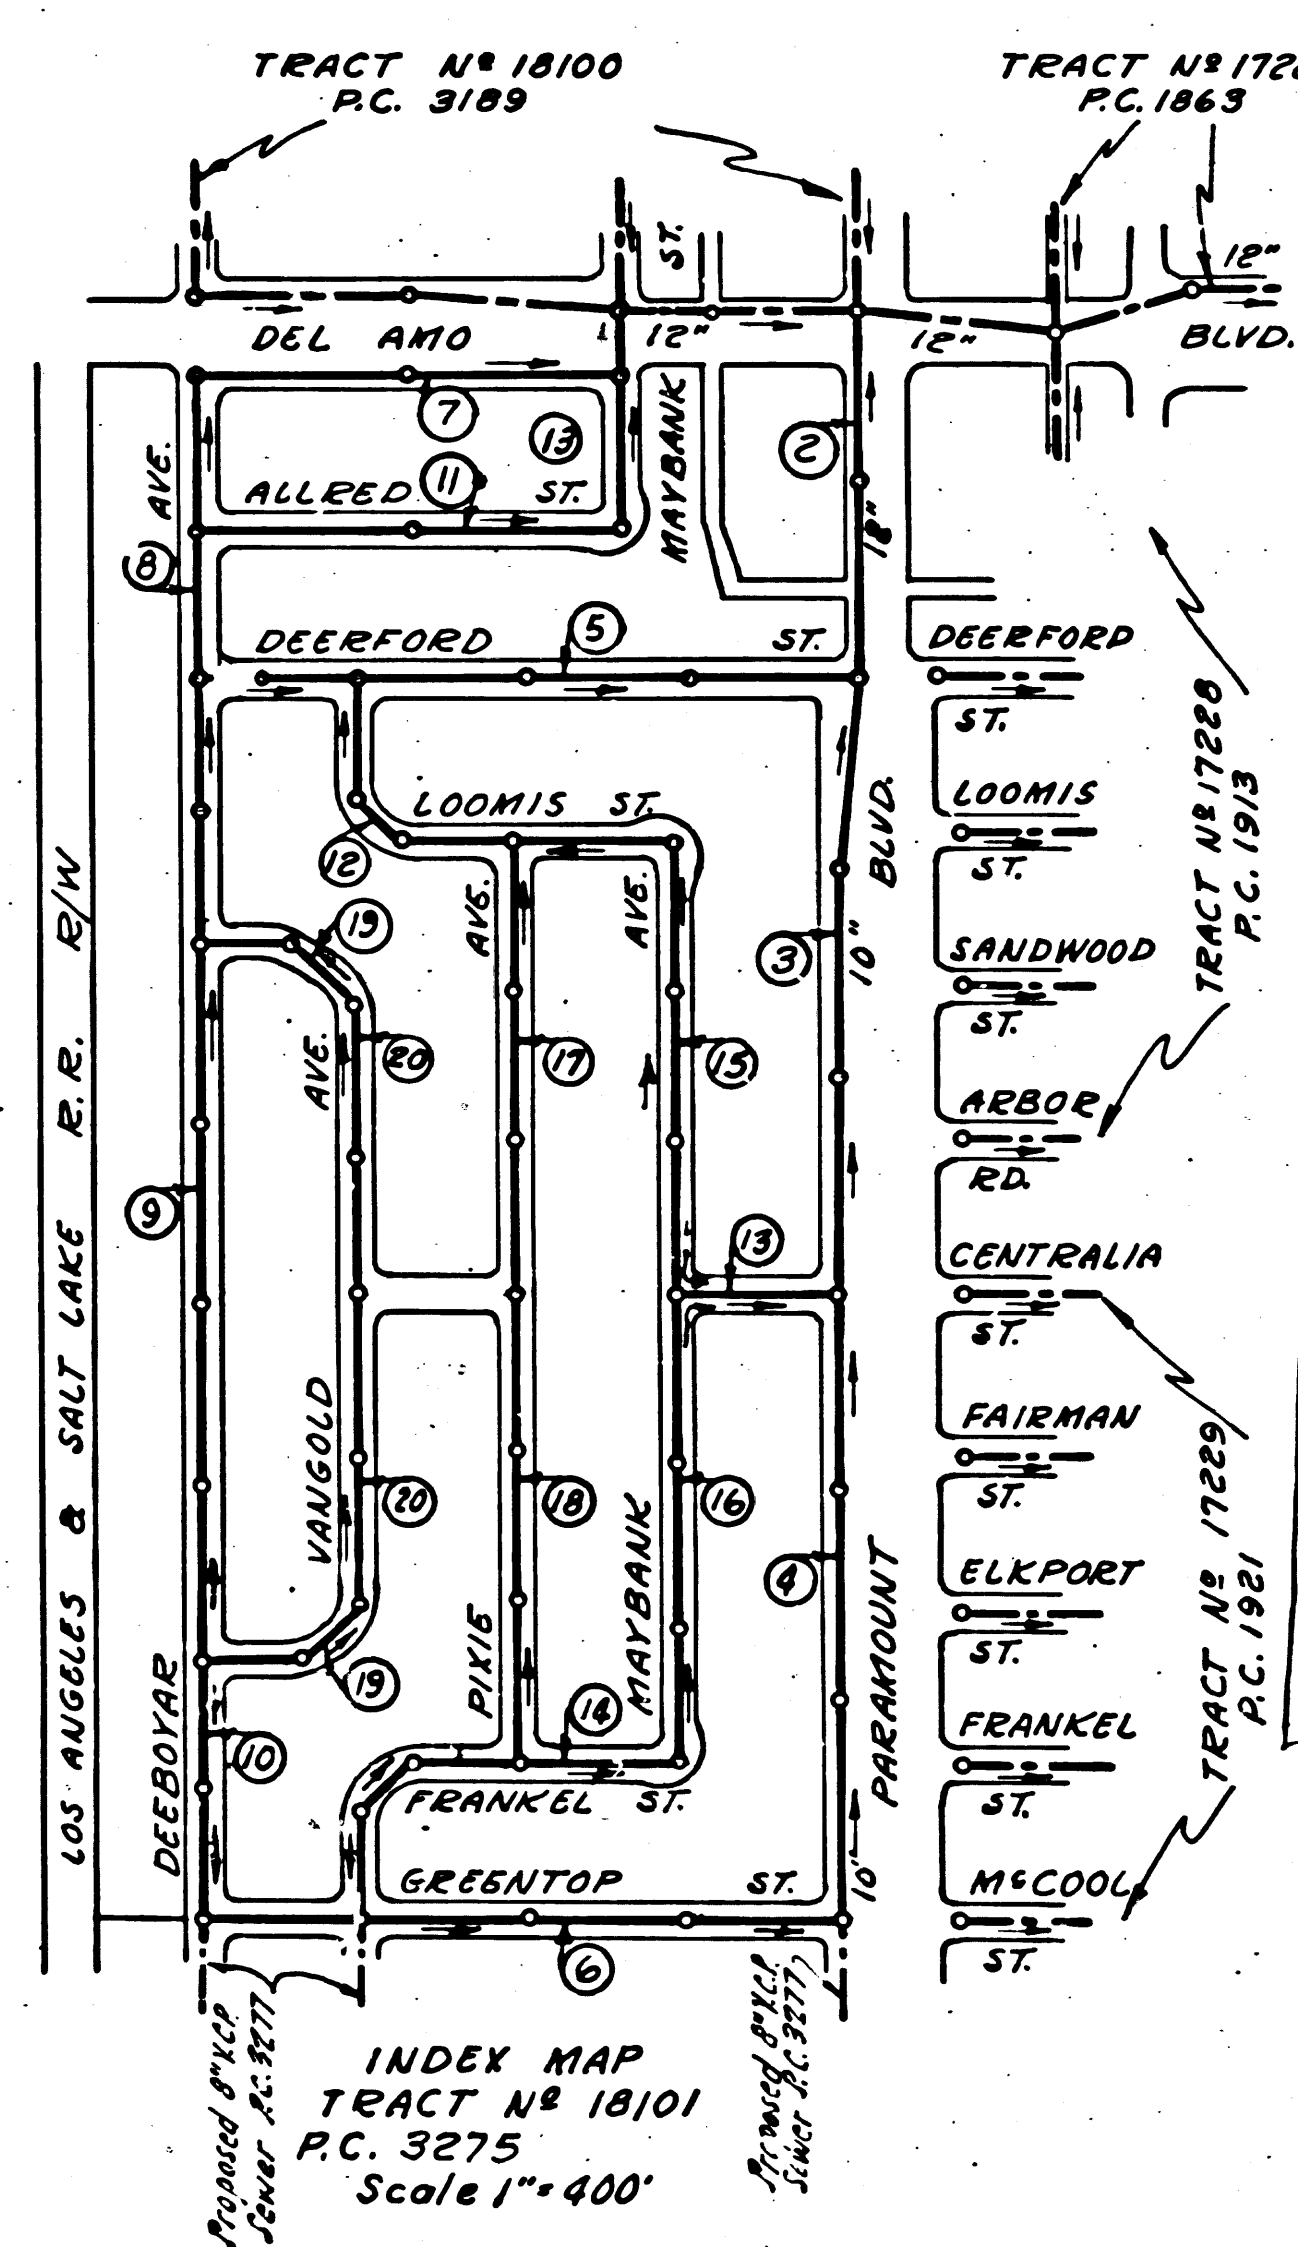 TRACT Nº 18100
P.C. 3189
TRACT Nº 172
P.C. 1863
ST.
12"
DEL AMO
12"
12"
BLVD.
7
13
2
MAYBANK
AVE.
ALLRED
11
ST.
8
DEERFORD
5
ST.
DEERFORD
ST.
TRACT Nº 17228
P.C. 1913
LOOMIS ST.
12
BLVD.
LOOMIS
ST.
AVE.
AVE.
19
3
10"
SANDWOOD
ST.
AVE.
20
17
15
ARBOR
RD.
9
13
CENTRALIA
ST.
LOS ANGELES & SALT LAKE R.R. R/W
VANGOLD
20
18
16
FAIRMAN
ST.
TRACT Nº 17229
P.C. 1921
4
ELKPORT
ST.
DEEBOYAR
19
PIXIE
MAYBANK
14
PARAMOUNT
10
FRANKEL
ST.
FRANKEL ST.
10"
GREENTOP ST.
McCOOL
ST.
6
Proposed 8" V.C.P.
Sewer P.C. 3277
Proposed 8" V.C.P.
Sewer P.C. 3277
INDEX MAP
TRACT Nº 18101
P.C. 3275
Scale 1"=400'